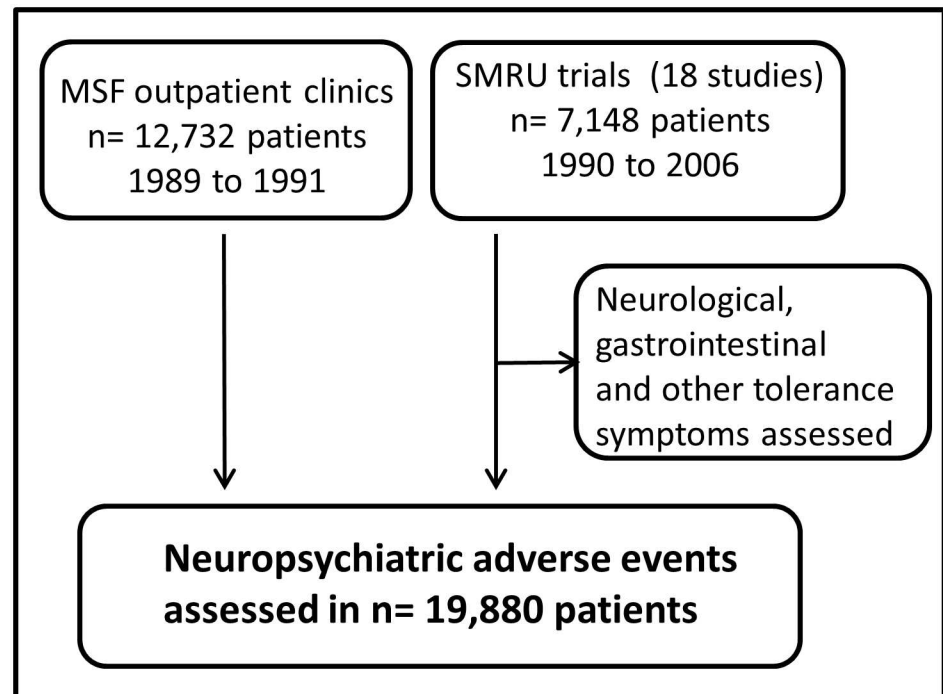 MSF outpatient clinics
n= 12,732 patients
1989 to 1991
SMRU trials (18 studies)
n= 7,148 patients
1990 to 2006
Neurological,
gastrointestinal
and other tolerance
symptoms assessed
Neuropsychiatric adverse events
assessed in n= 19,880 patients